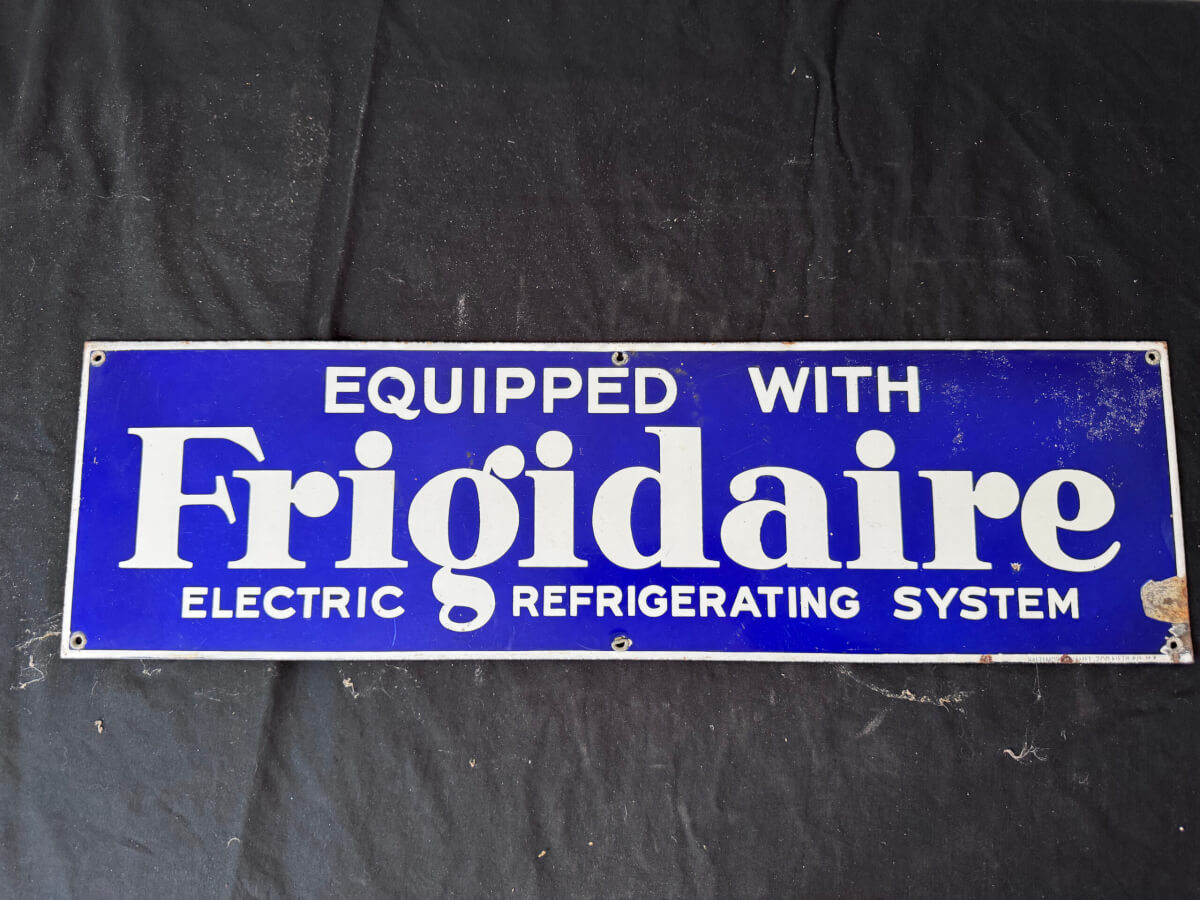 EQUIPPED WITH
Frigidaire
ELECTRIC REFRIGERATING SYSTEM